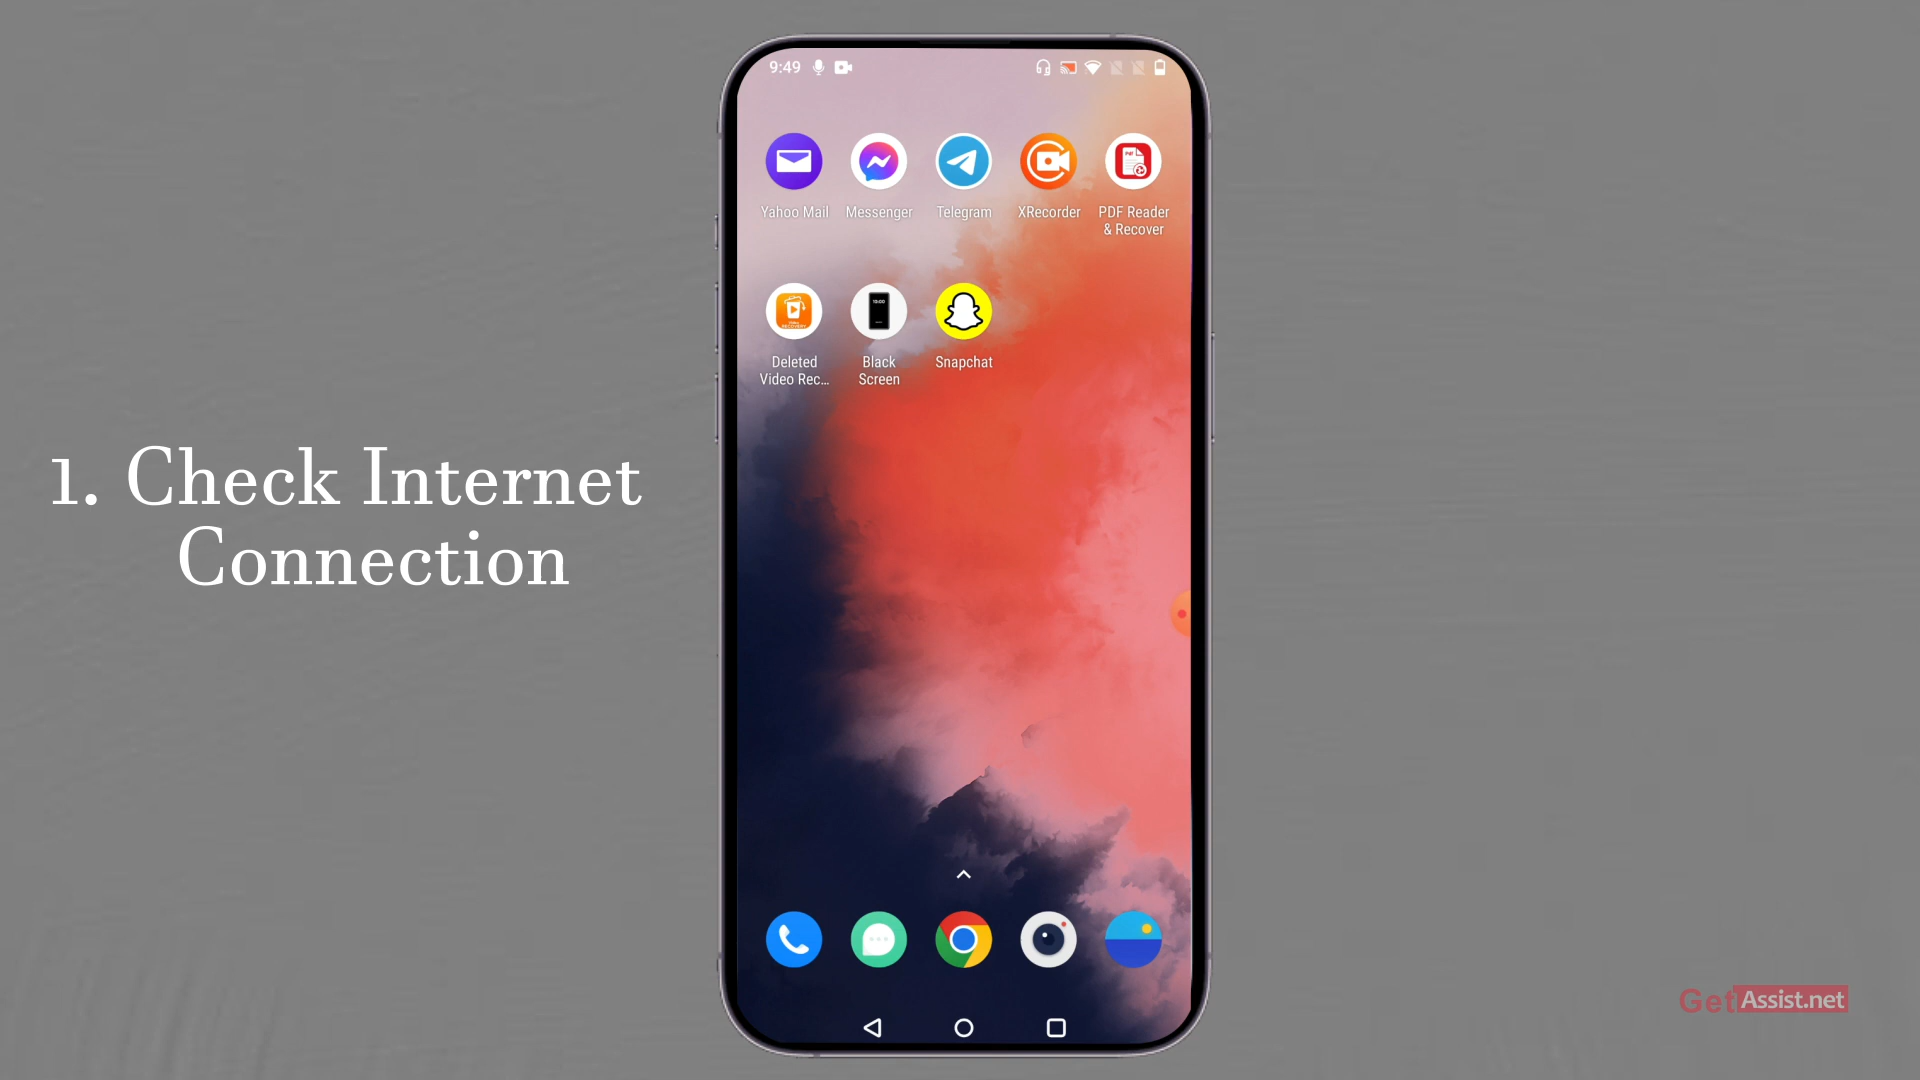 9:49
Yahoo Mail
Messenger
Telegram
XRecorder
PDF Reader
& Recover
Deleted
Video Rec...
Black
Screen
Snapchat
1. Check Internet
Connection
GetAssist.net